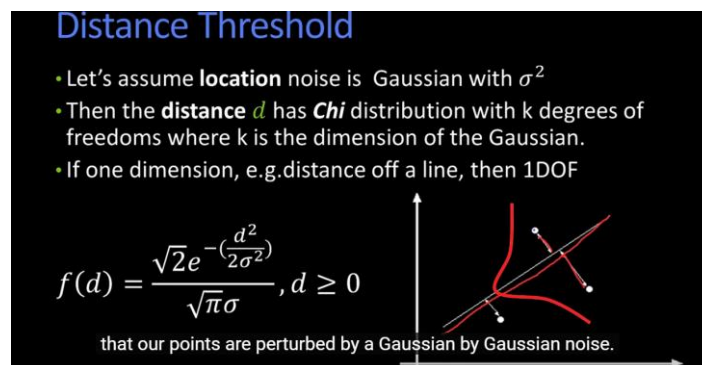 Distance Threshold
• Let's assume location noise is Gaussian with σ²
• Then the distance d has Chi distribution with k degrees of
freedoms where k is the dimension of the Gaussian.
• If one dimension, e.g.distance off a line, then 1DOF
f(d) = √2e^−(d²/2σ²) / √πσ , d ≥ 0
that our points are perturbed by a Gaussian by Gaussian noise.